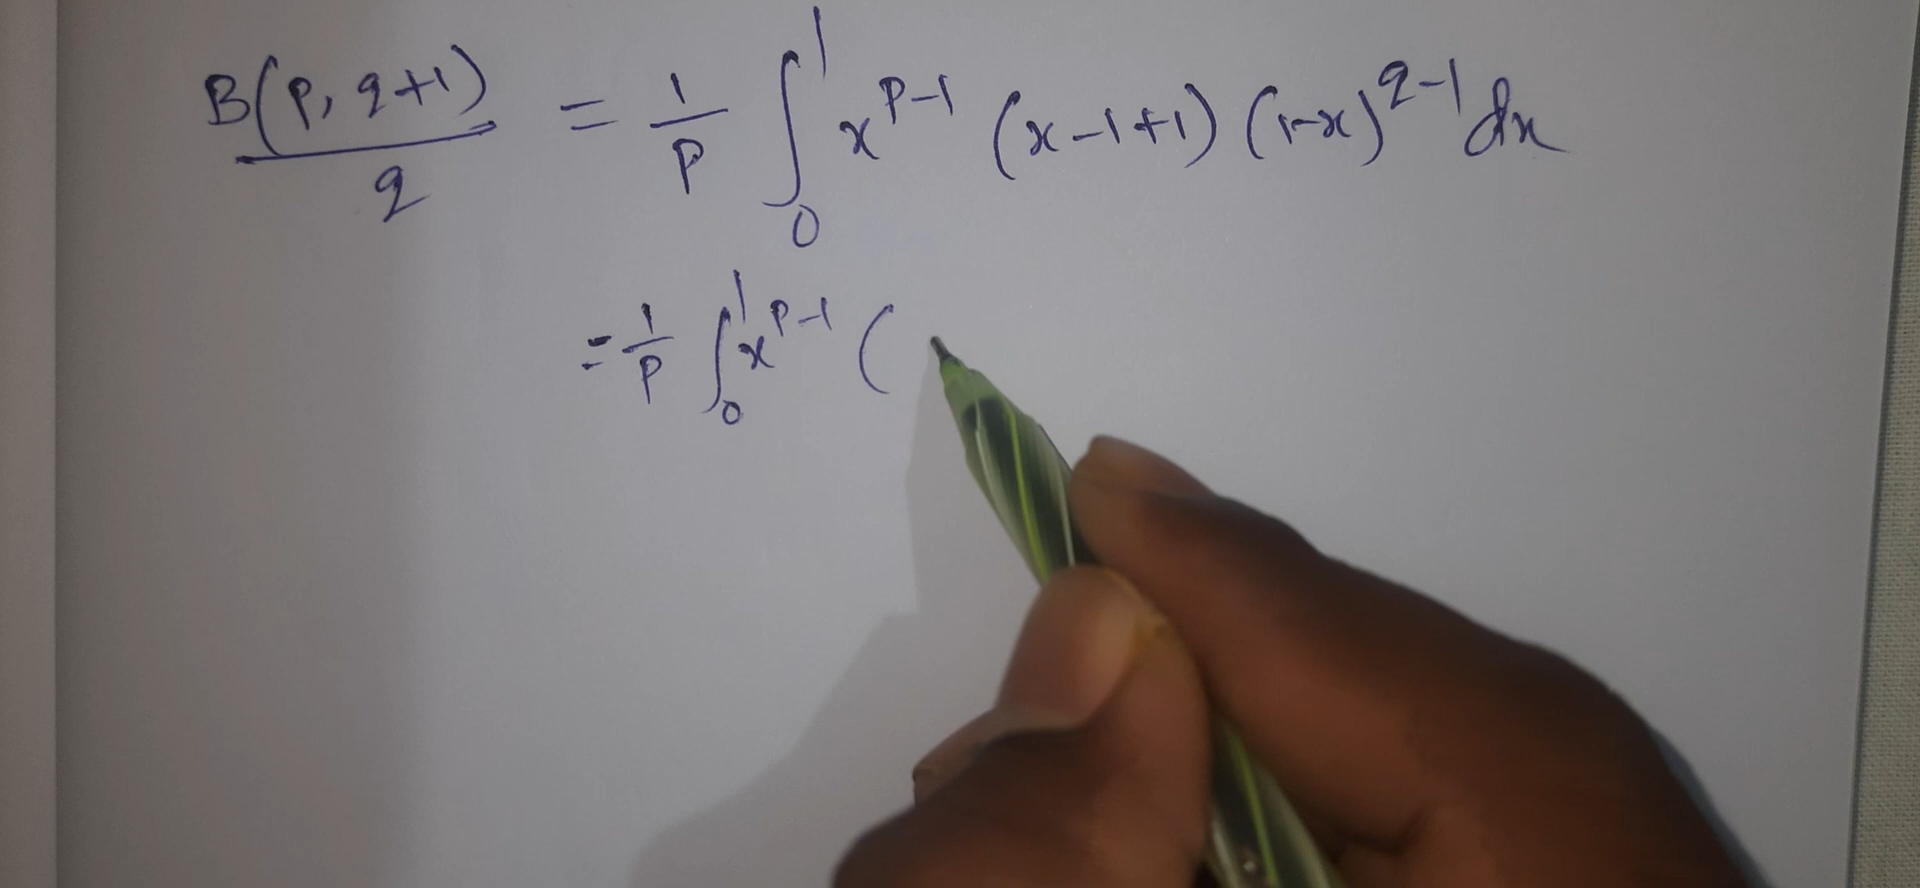 B(p, q+1)/q = 1/p ∫₀¹ x^(p-1) (x-1+1) (1-x)^(q-1) dx
= 1/p ∫₀¹ x^(p-1) (